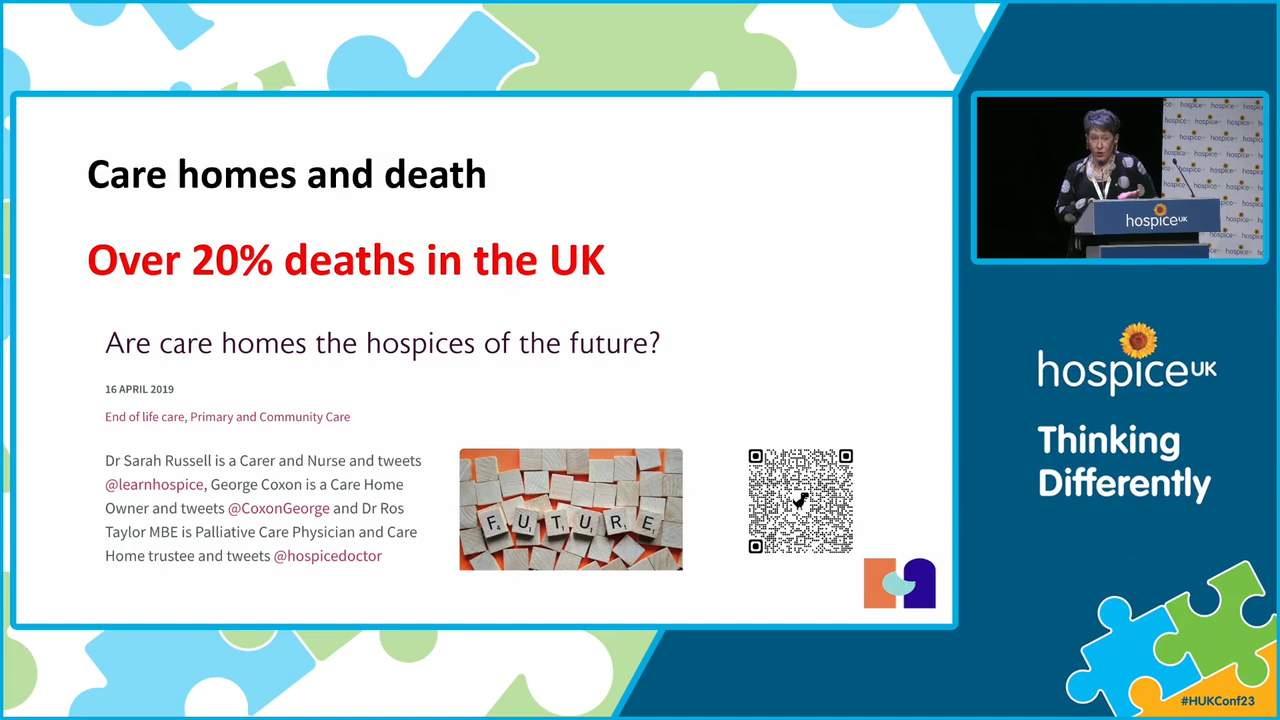 Care homes and death
Over 20% deaths in the UK
Are care homes the hospices of the future?
16 APRIL 2019
End of life care, Primary and Community Care
Dr Sarah Russell is a Carer and Nurse and tweets
@learnhospice, George Coxon is a Care Home
Owner and tweets @CoxonGeorge and Dr Ros
Taylor MBE is Palliative Care Physician and Care
Home trustee and tweets @hospicedoctor
FUTURE
hospice UK
hospice UK
Thinking
Differently
#HUKConf23